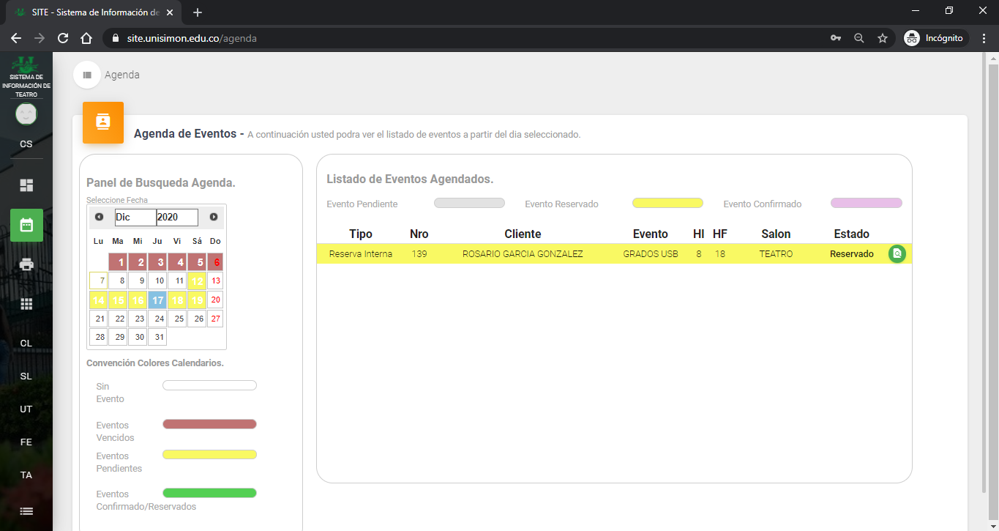 SITE - Sistema de Información de
site.unisimon.edu.co/agenda
Incógnito
SISTEMA DE
INFORMACIÓN DE
TEATRO
CS
CL
SL
UT
FE
TA
Agenda
Agenda de Eventos - A continuación usted podra ver el listado de eventos a partir del dia seleccionado.
Panel de Busqueda Agenda.
Seleccione Fecha
Dic 2020
Lu Ma Mi Ju Vi Sá Do
1 2 3 4 5 6
7 8 9 10 11 12 13
14 15 16 17 18 19 20
21 22 23 24 25 26 27
28 29 30 31
Convención Colores Calendarios.
Sin
Evento
Eventos
Vencidos
Eventos
Pendientes
Eventos
Confirmado/Reservados
Listado de Eventos Agendados.
Evento Pendiente Evento Reservado Evento Confirmado
Tipo Nro Cliente Evento HI HF Salon Estado
Reserva Interna 139 ROSARIO GARCIA GONZALEZ GRADOS USB 8 18 TEATRO Reservado